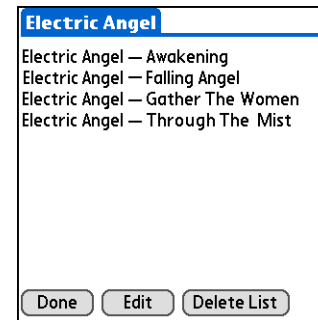 Electric Angel
Electric Angel — Awakening
Electric Angel — Falling Angel
Electric Angel — Gather The Women
Electric Angel — Through The Mist
Done Edit Delete List